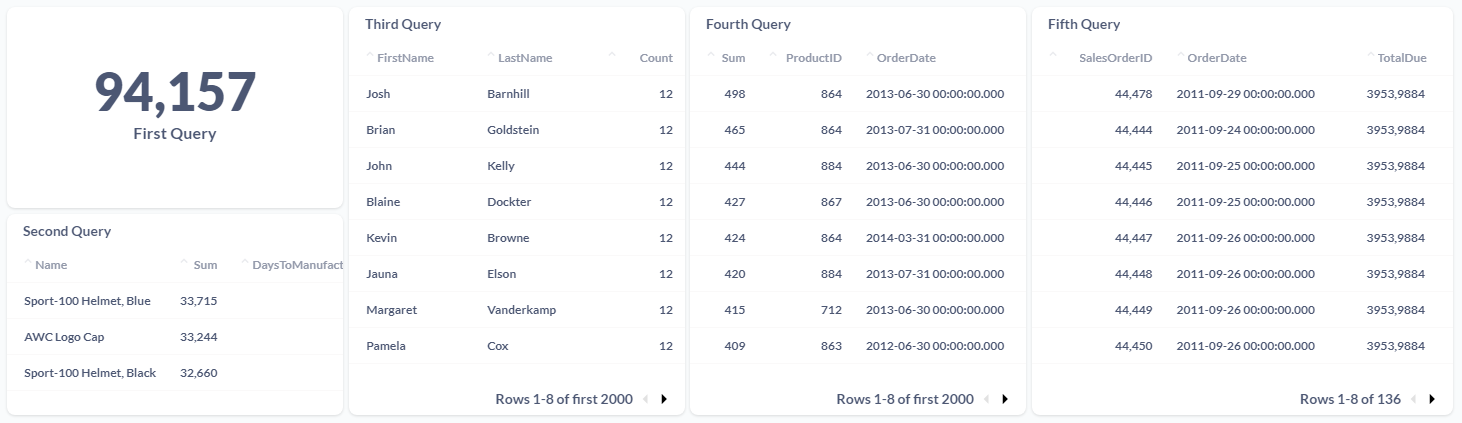 94,157
First Query
Second Query
Name Sum DaysToManufact
Sport-100 Helmet, Blue 33,715
AWC Logo Cap 33,244
Sport-100 Helmet, Black 32,660
Third Query
FirstName LastName Count
Josh Barnhill 12
Brian Goldstein 12
John Kelly 12
Blaine Dockter 12
Kevin Browne 12
Jauna Elson 12
Margaret Vanderkamp 12
Pamela Cox 12
Rows 1-8 of first 2000
Fourth Query
Sum ProductID OrderDate
498 864 2013-06-30 00:00:00.000
465 864 2013-07-31 00:00:00.000
444 884 2013-06-30 00:00:00.000
427 867 2013-06-30 00:00:00.000
424 864 2014-03-31 00:00:00.000
420 884 2013-07-31 00:00:00.000
415 712 2013-06-30 00:00:00.000
409 863 2012-06-30 00:00:00.000
Rows 1-8 of first 2000
Fifth Query
SalesOrderID OrderDate TotalDue
44,478 2011-09-29 00:00:00.000 3953,9884
44,444 2011-09-24 00:00:00.000 3953,9884
44,445 2011-09-25 00:00:00.000 3953,9884
44,446 2011-09-25 00:00:00.000 3953,9884
44,447 2011-09-26 00:00:00.000 3953,9884
44,448 2011-09-26 00:00:00.000 3953,9884
44,449 2011-09-26 00:00:00.000 3953,9884
44,450 2011-09-26 00:00:00.000 3953,9884
Rows 1-8 of 136